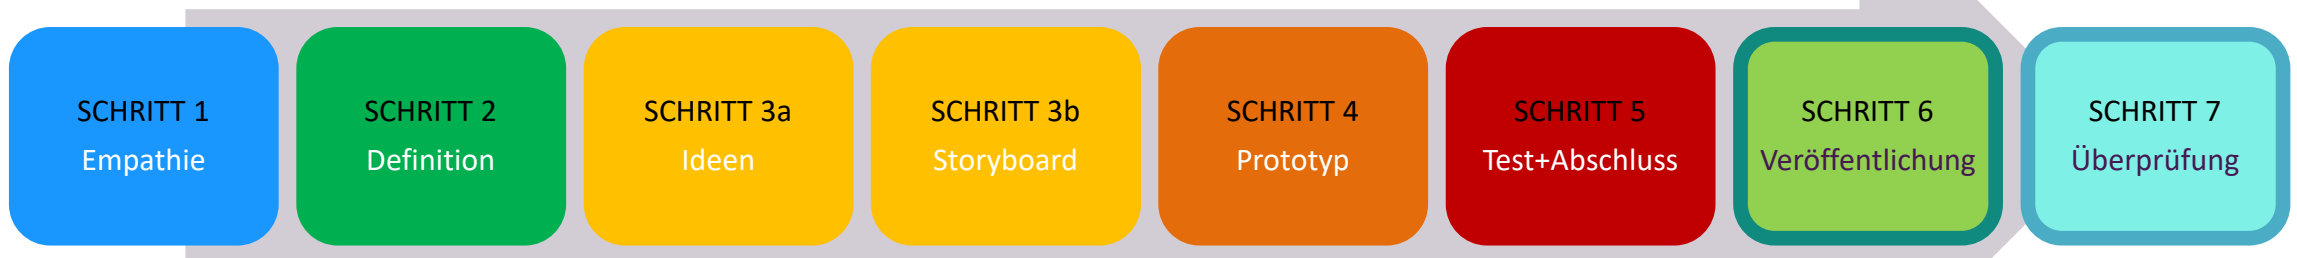 SCHRITT 1
Empathie
SCHRITT 2
Definition
SCHRITT 3a
Ideen
SCHRITT 3b
Storyboard
SCHRITT 4
Prototyp
SCHRITT 5
Test+Abschluss
SCHRITT 6
Veröffentlichung
SCHRITT 7
Überprüfung